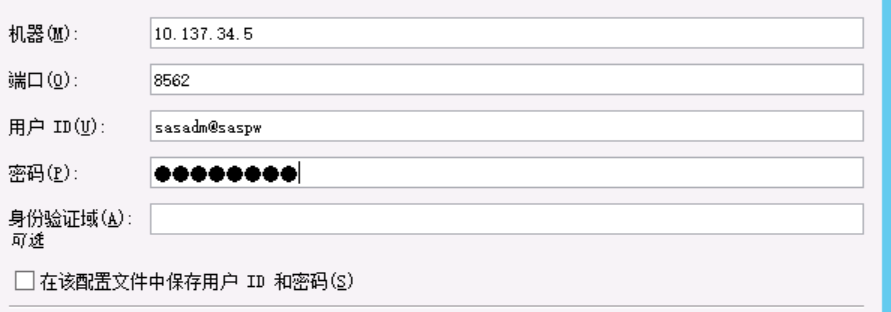 机器(M): 10.137.34.5
端口(O): 8562
用户 ID(U): sasadm@saspw
密码(P): ●●●●●●●●
身份验证域(A):
可选
在该配置文件中保存用户 ID 和密码(S)